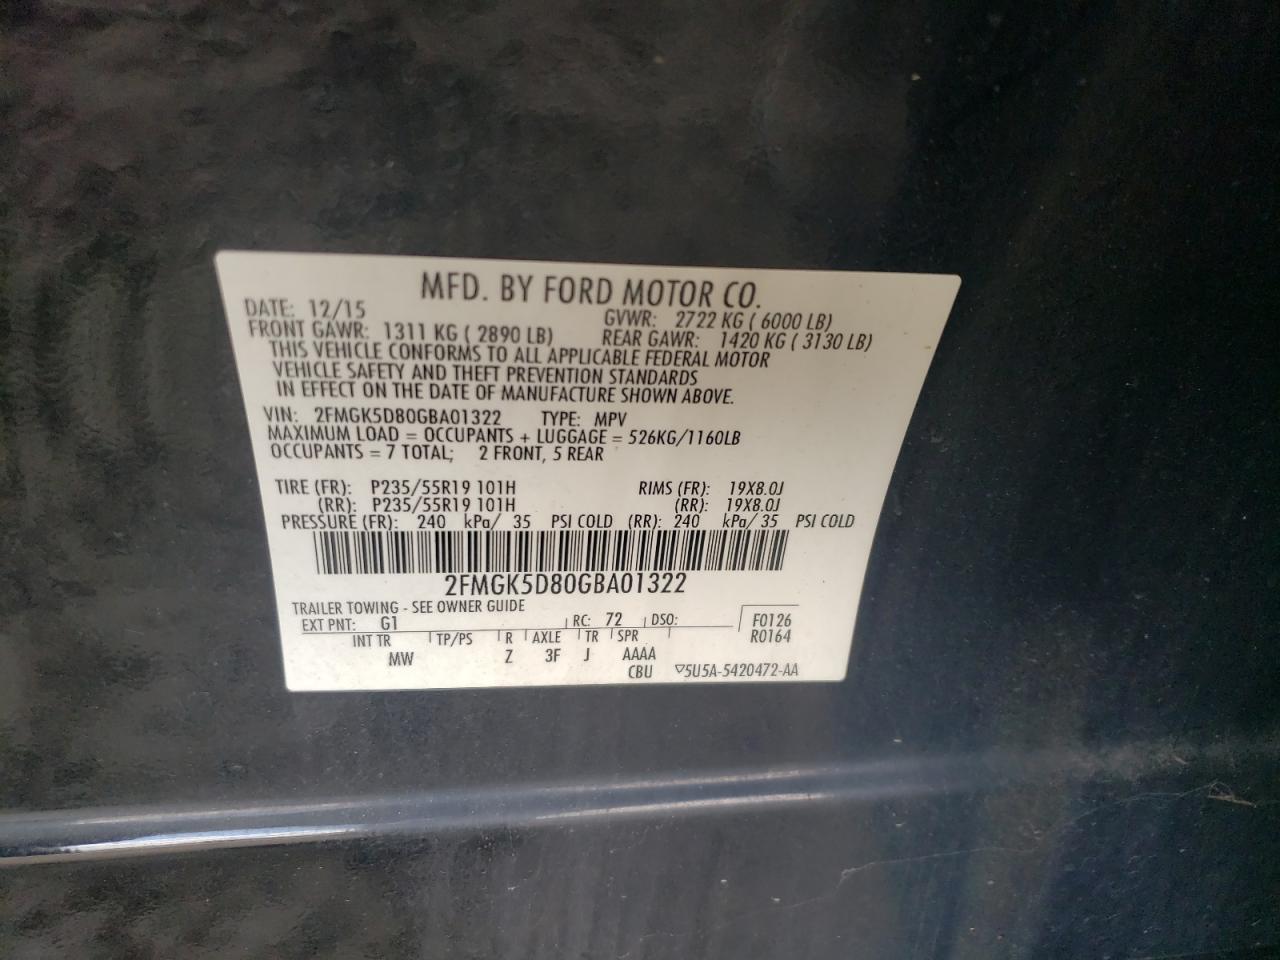 MFD. BY FORD MOTOR CO.
DATE: 12/15 GVWR: 2722 KG ( 6000 LB)
FRONT GAWR: 1311 KG ( 2890 LB) REAR GAWR: 1420 KG ( 3130 LB)
THIS VEHICLE CONFORMS TO ALL APPLICABLE FEDERAL MOTOR
VEHICLE SAFETY AND THEFT PREVENTION STANDARDS
IN EFFECT ON THE DATE OF MANUFACTURE SHOWN ABOVE.
VIN: 2FMGK5D80GBA01322 TYPE: MPV
MAXIMUM LOAD = OCCUPANTS + LUGGAGE = 526KG/1160LB
OCCUPANTS = 7 TOTAL; 2 FRONT, 5 REAR
TIRE (FR): P235/55R19 101H RIMS (FR): 19X8.0J
(RR): P235/55R19 101H (RR): 19X8.0J
PRESSURE (FR): 240 kPa/ 35 PSI COLD (RR): 240 kPa/ 35 PSI COLD
2FMGK5D80GBA01322
TRAILER TOWING - SEE OWNER GUIDE
EXT PNT: G1 RC: 72 DSO: F0126
INT TR TP/PS R AXLE TR SPR R0164
MW Z 3F J AAAA
CBU ▽5U5A-5420472-AA